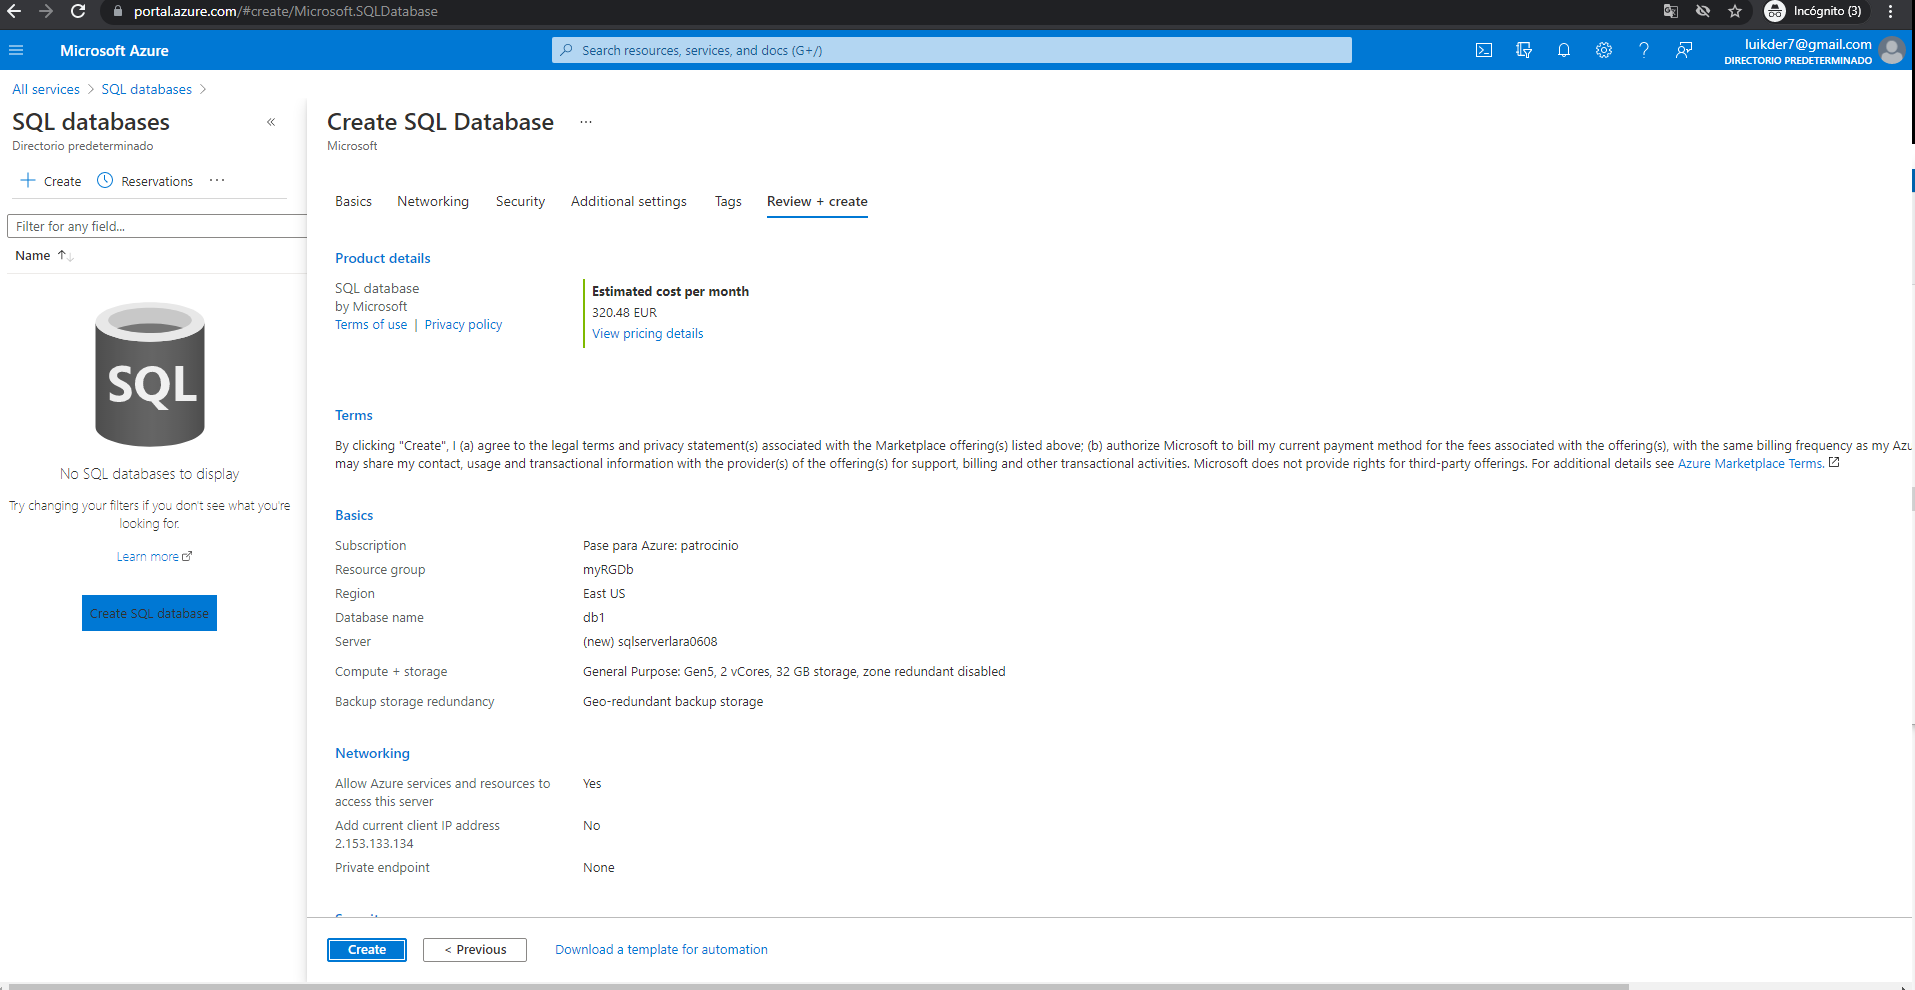 portal.azure.com/#create/Microsoft.SQLDatabase
Incógnito (3)
Microsoft Azure
Search resources, services, and docs (G+/)
luikder7@gmail.com
DIRECTORIO PREDETERMINADO
All services > SQL databases >
SQL databases
Directorio predeterminado
Create
Reservations
Filter for any field...
Name
SQL
No SQL databases to display
Try changing your filters if you don't see what you're
looking for.
Learn more
Create SQL database
Create SQL Database
Microsoft
Basics
Networking
Security
Additional settings
Tags
Review + create
Product details
SQL database
by Microsoft
Terms of use | Privacy policy
Estimated cost per month
320.48 EUR
View pricing details
Terms
By clicking "Create", I (a) agree to the legal terms and privacy statement(s) associated with the Marketplace offering(s) listed above; (b) authorize Microsoft to bill my current payment method for the fees associated with the offering(s), with the same billing frequency as my Azu
may share my contact, usage and transactional information with the provider(s) of the offering(s) for support, billing and other transactional activities. Microsoft does not provide rights for third-party offerings. For additional details see Azure Marketplace Terms.
Basics
Subscription
Pase para Azure: patrocinio
Resource group
myRGDb
Region
East US
Database name
db1
Server
(new) sqlserverlara0608
Compute + storage
General Purpose: Gen5, 2 vCores, 32 GB storage, zone redundant disabled
Backup storage redundancy
Geo-redundant backup storage
Networking
Allow Azure services and resources to
access this server
Yes
Add current client IP address
2.153.133.134
No
Private endpoint
None
Create
< Previous
Download a template for automation